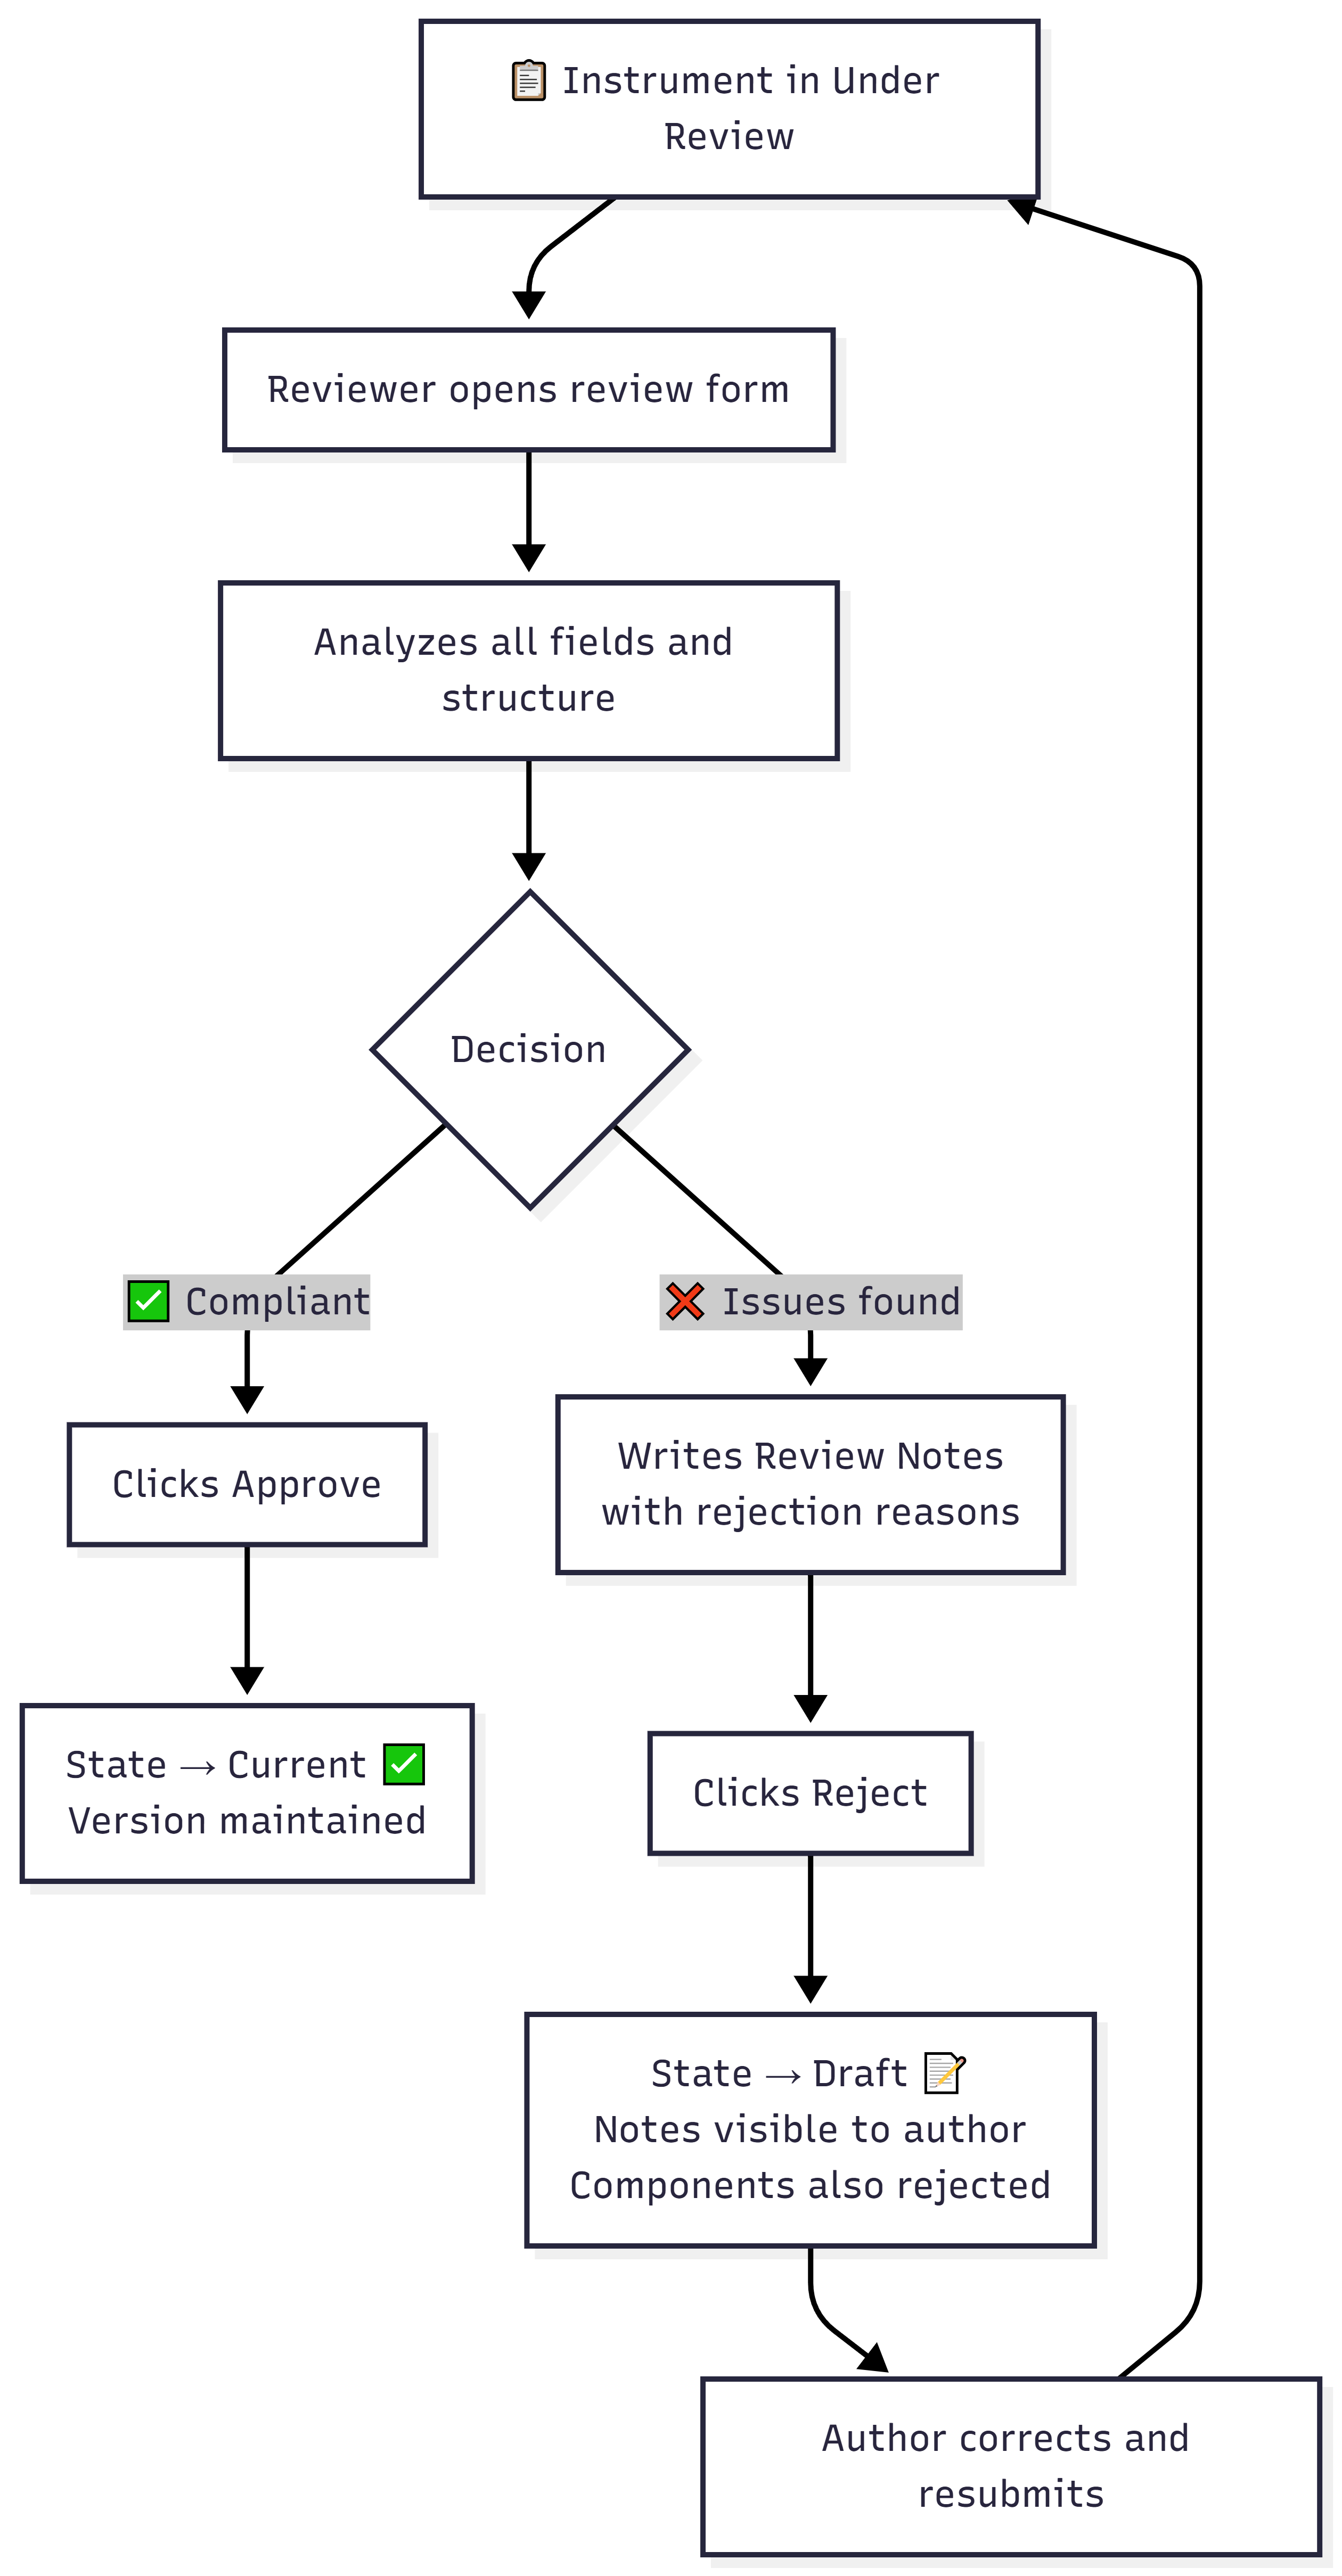 📋 Instrument in Under
Review
Reviewer opens review form
Analyzes all fields and
structure
Decision
✅ Compliant
❌ Issues found
Clicks Approve
Writes Review Notes
with rejection reasons
State → Current ✅
Version maintained
Clicks Reject
State → Draft 📝
Notes visible to author
Components also rejected
Author corrects and
resubmits